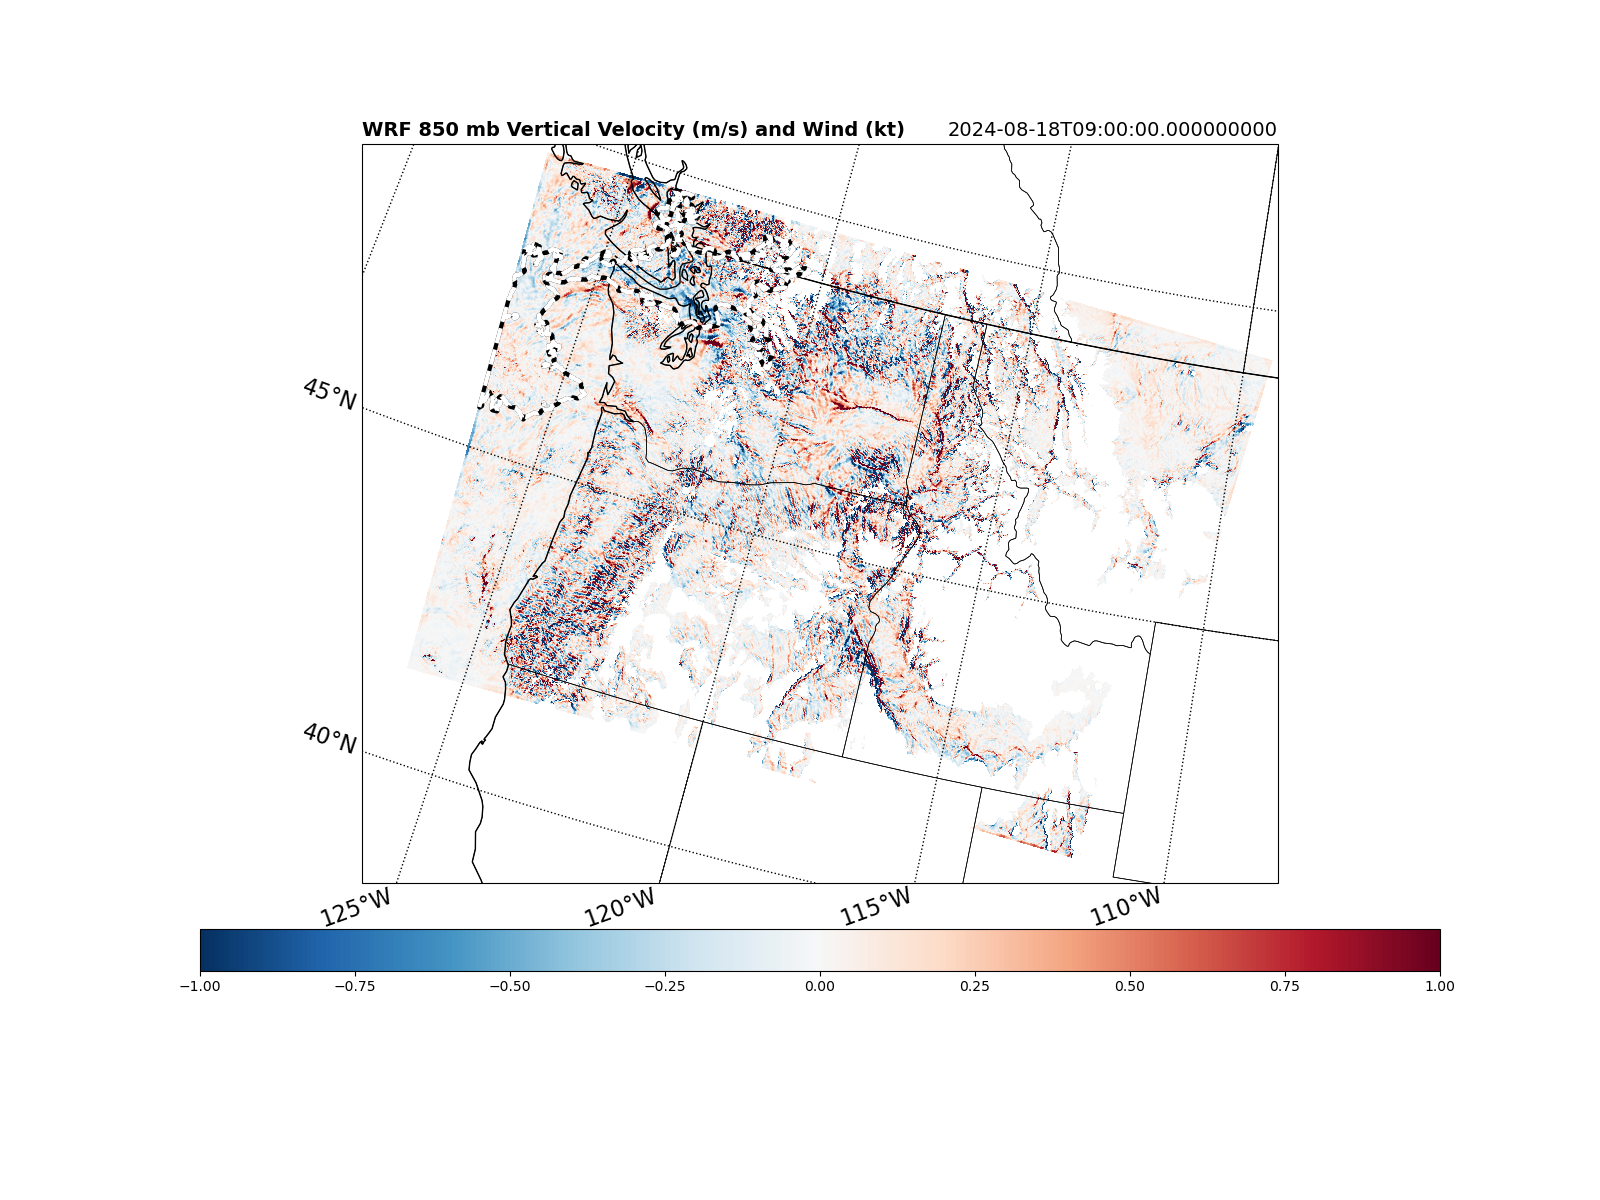 WRF 850 mb Vertical Velocity (m/s) and Wind (kt) 2024-08-18T09:00:00.000000000
45°N
40°N
125°W 120°W 115°W 110°W
−1.00 −0.75 −0.50 −0.25 0.00 0.25 0.50 0.75 1.00